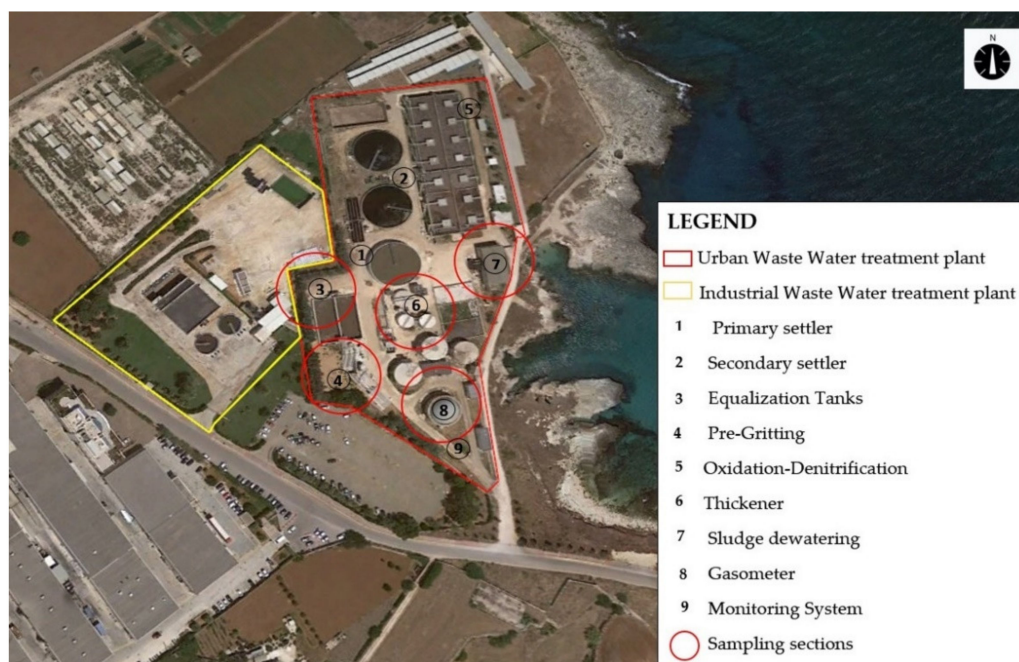 N
5
2
1
7
3
6
4
8
9
LEGEND
Urban Waste Water treatment plant
Industrial Waste Water treatment plant
1 Primary settler
2 Secondary settler
3 Equalization Tanks
4 Pre-Gritting
5 Oxidation-Denitrification
6 Thickener
7 Sludge dewatering
8 Gasometer
9 Monitoring System
Sampling sections